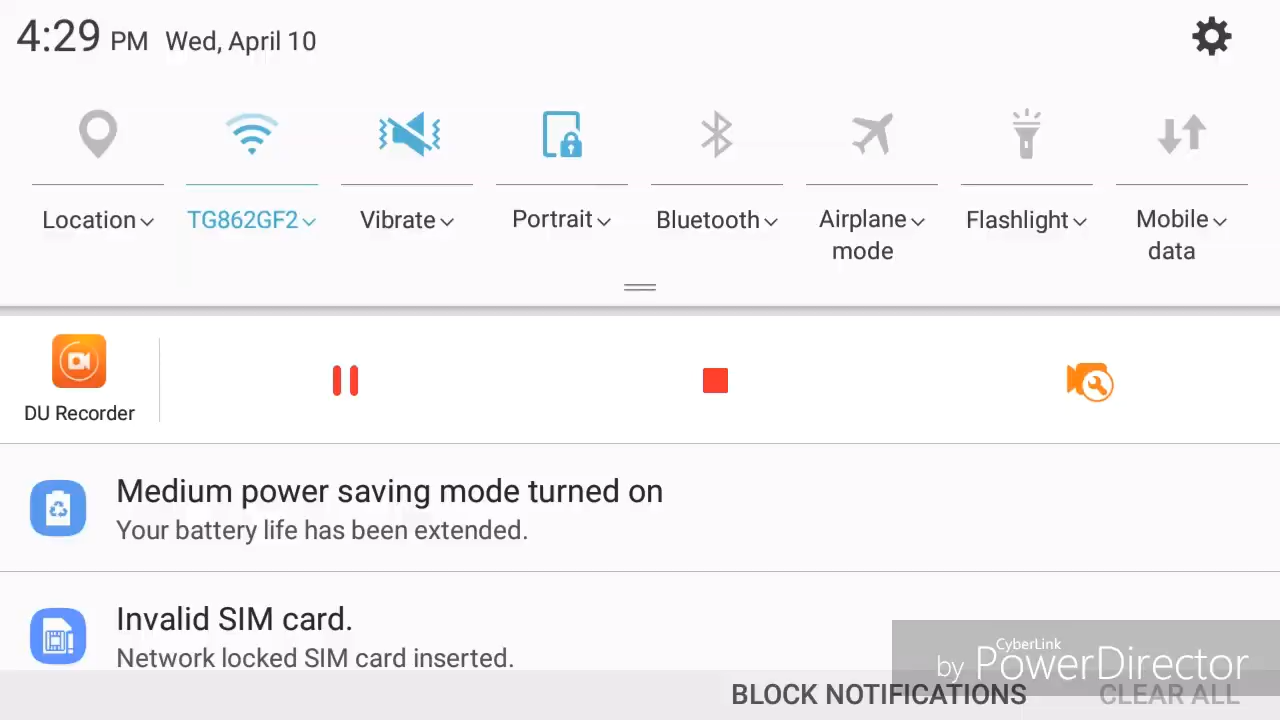 4:29 PM Wed, April 10
Location TG862GF2 Vibrate Portrait Bluetooth Airplane mode Flashlight Mobile data
DU Recorder
Medium power saving mode turned on
Your battery life has been extended.
Invalid SIM card.
Network locked SIM card inserted.
CyberLink
by PowerDirector
BLOCK NOTIFICATIONS CLEAR ALL